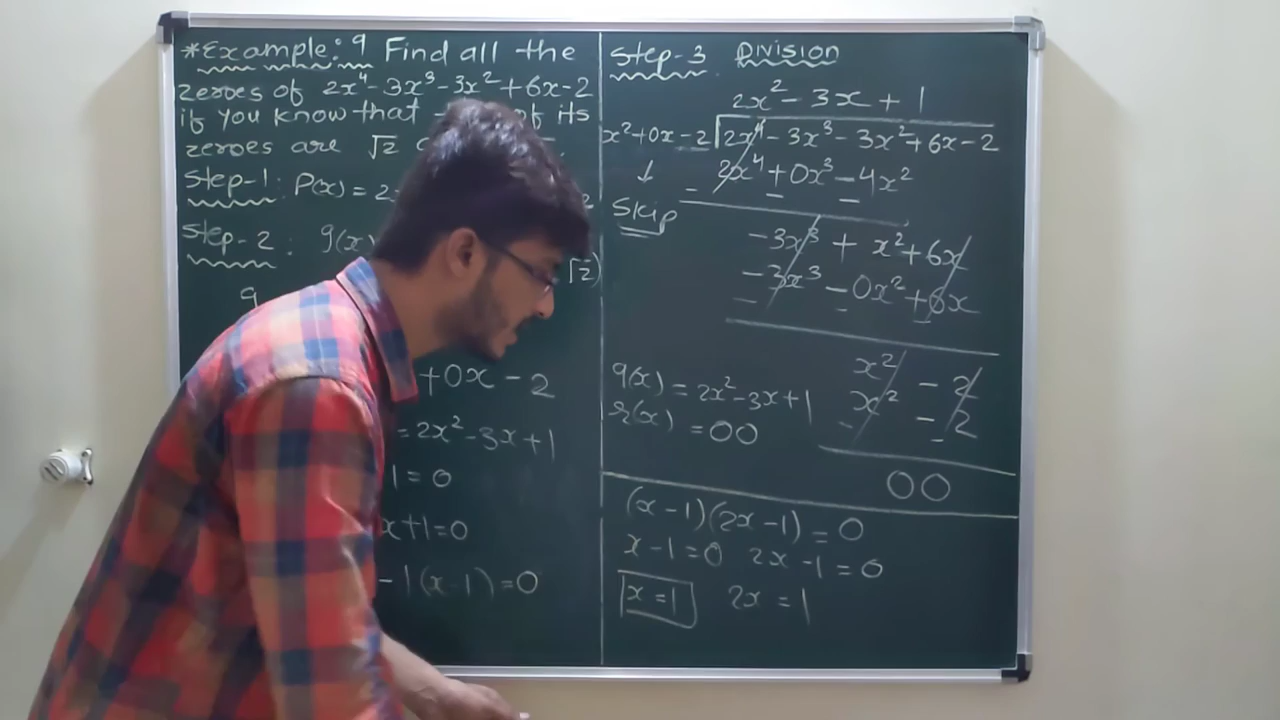 *Example:9 Find all the
zeroes of 2x⁴-3x³-3x²+6x-2
if you know that of its
zeroes are √2
Step-1: P(x) = 2
Step-2: g(x)
√2)
+0x-2
=2x²-3x+1
1=0
x+1=0
-1(x-1)=0
Step-3 Division
2x²-3x+1
x²+0x-2 2x⁴-3x³-3x²+6x-2
2x⁴+0x³-4x²
- - -
Skip
-3x³+x²+6x
-3x³-0x²+6x
- - -
x² -2
x² -2
- -
00
q(x) = 2x²-3x+1
r(x) = 00
(x-1)(2x-1)=0
x-1=0 2x-1=0
x=1 2x=1